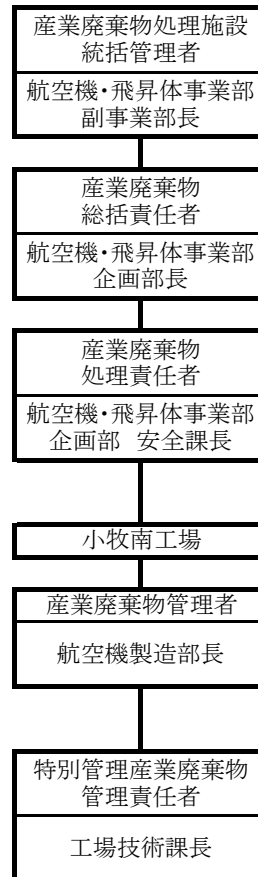 産業廃棄物処理施設
統括管理者
航空機・飛昇体事業部
副事業部長
産業廃棄物
総括責任者
航空機・飛昇体事業部
企画部長
産業廃棄物
処理責任者
航空機・飛昇体事業部
企画部 安全課長
小牧南工場
産業廃棄物管理者
航空機製造部長
特別管理産業廃棄物
管理責任者
工場技術課長